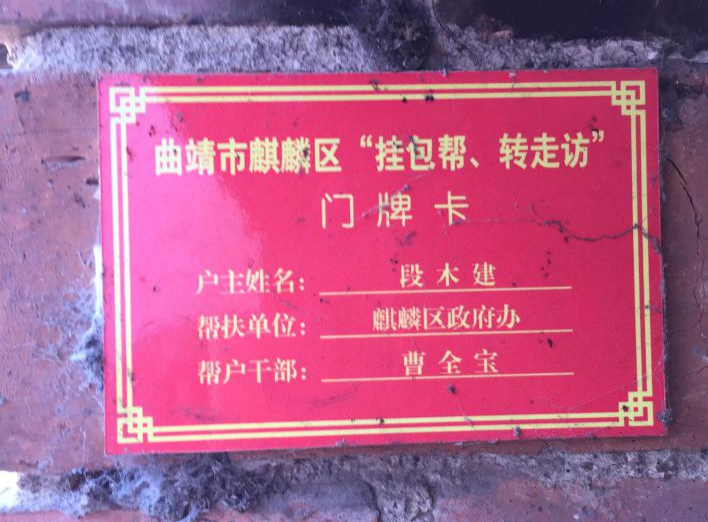 曲靖市麒麟区“挂包帮、转走访”
门牌卡
户主姓名：段木建
帮扶单位：麒麟区政府办
帮户干部：曹全宝